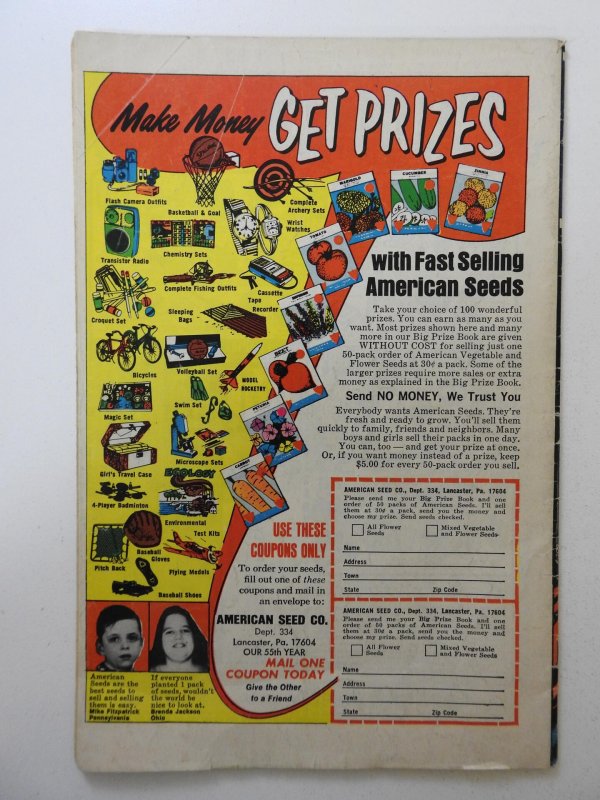 Make Money GET PRIZES
Flash Camera Outfits
Basketball & Goal
Complete
Archery Sets
Wrist
Watches
Transistor Radio
Chemistry Sets
Complete Fishing Outfits
Cassette
Tape
Recorder
Croquet Set
Sleeping
Bags
Bicycles
Volleyball Set
MODEL
ROCKETRY
Swim Set
Magic Set
Girl's Travel Case
Microscope Sets
ECOLOGY
4-Player Badminton
Environmental
Test Kits
Baseball
Gloves
Pitch Back
Flying Models
Baseball Shoes
MARIGOLD
CUCUMBER
ZINNIA
TOMATO
BEET
PETUNIA
CARROT
with Fast Selling
American Seeds
Take your choice of 100 wonderful
prizes. You can earn as many as you
want. Most prizes shown here and many
more in our Big Prize Book are given
WITHOUT COST for selling just one
50-pack order of American Vegetable and
Flower Seeds at 30¢ a pack. Some of the
larger prizes require more sales or extra
money as explained in the Big Prize Book.
Send NO MONEY, We Trust You
Everybody wants American Seeds. They're
fresh and ready to grow. You'll sell them
quickly to family, friends and neighbors. Many
boys and girls sell their packs in one day.
You can, too — and get your prize at once.
Or, if you want money instead of a prize, keep
$5.00 for every 50-pack order you sell.
USE THESE
COUPONS ONLY
To order your seeds,
fill out one of these
coupons and mail in
an envelope to:
AMERICAN SEED CO.
Dept. 334
Lancaster, Pa. 17604
OUR 55TH YEAR
MAIL ONE
COUPON TODAY
Give the Other
to a Friend
AMERICAN SEED CO., Dept. 334, Lancaster, Pa. 17604
Please send me your Big Prize Book and one
order of 50 packs of American Seeds. I'll sell
them at 30¢ a pack, send you the money and
choose my prize. Send seeds checked.
All Flower
Seeds
Mixed Vegetable
and Flower Seeds
Name
Address
Town
State Zip Code
AMERICAN SEED CO., Dept. 334, Lancaster, Pa. 17604
Please send me your Big Prize Book and one
order of 50 packs of American Seeds. I'll sell
them at 30¢ a pack, send you the money and
choose my prize. Send seeds checked.
All Flower
Seeds
Mixed Vegetable
and Flower Seeds
Name
Address
Town
State Zip Code
American
Seeds are the
best seeds to
sell and selling
them is easy.
Mike Fitzpatrick
Pennsylvania
If everyone
planted 1 pack
of seeds, wouldn't
the world be
nice to look at.
Brenda Jackson
Ohio